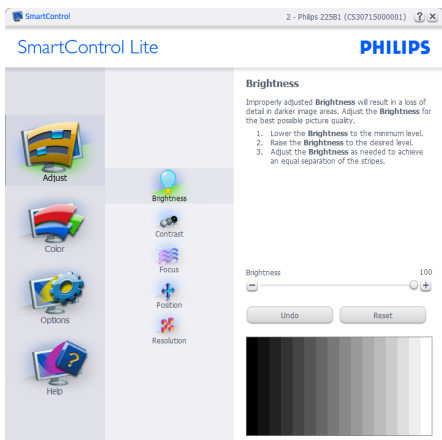 SmartControl
2 - Philips 225B1 (CS30715000001)
SmartControl Lite
PHILIPS
Adjust
Color
Options
Help
Brightness
Contrast
Focus
Position
Resolution
Brightness
Improperly adjusted Brightness will result in a loss of
detail in darker image areas. Adjust the Brightness for
the best possible picture quality.
1. Lower the Brightness to the minimum level.
2. Raise the Brightness to the desired level.
3. Adjust the Brightness as needed to achieve
an equal separation of the stripes.
Brightness 100
Undo Reset